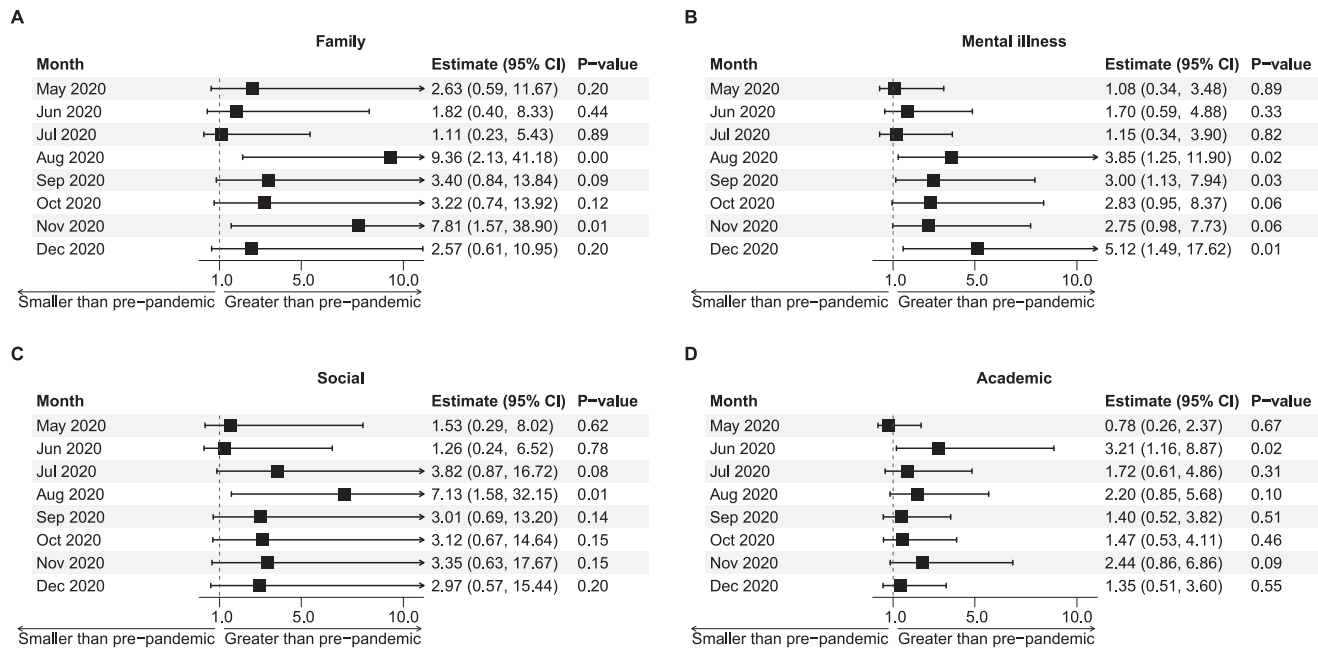 A
Family
Month Estimate (95% CI) P−value
May 2020 2.63 (0.59, 11.67) 0.20
Jun 2020 1.82 (0.40, 8.33) 0.44
Jul 2020 1.11 (0.23, 5.43) 0.89
Aug 2020 9.36 (2.13, 41.18) 0.00
Sep 2020 3.40 (0.84, 13.84) 0.09
Oct 2020 3.22 (0.74, 13.92) 0.12
Nov 2020 7.81 (1.57, 38.90) 0.01
Dec 2020 2.57 (0.61, 10.95) 0.20
1.0 5.0 10.0
Smaller than pre−pandemic Greater than pre−pandemic
B
Mental illness
Month Estimate (95% CI) P−value
May 2020 1.08 (0.34, 3.48) 0.89
Jun 2020 1.70 (0.59, 4.88) 0.33
Jul 2020 1.15 (0.34, 3.90) 0.82
Aug 2020 3.85 (1.25, 11.90) 0.02
Sep 2020 3.00 (1.13, 7.94) 0.03
Oct 2020 2.83 (0.95, 8.37) 0.06
Nov 2020 2.75 (0.98, 7.73) 0.06
Dec 2020 5.12 (1.49, 17.62) 0.01
1.0 5.0 10.0
Smaller than pre−pandemic Greater than pre−pandemic
C
Social
Month Estimate (95% CI) P−value
May 2020 1.53 (0.29, 8.02) 0.62
Jun 2020 1.26 (0.24, 6.52) 0.78
Jul 2020 3.82 (0.87, 16.72) 0.08
Aug 2020 7.13 (1.58, 32.15) 0.01
Sep 2020 3.01 (0.69, 13.20) 0.14
Oct 2020 3.12 (0.67, 14.64) 0.15
Nov 2020 3.35 (0.63, 17.67) 0.15
Dec 2020 2.97 (0.57, 15.44) 0.20
1.0 5.0 10.0
Smaller than pre−pandemic Greater than pre−pandemic
D
Academic
Month Estimate (95% CI) P−value
May 2020 0.78 (0.26, 2.37) 0.67
Jun 2020 3.21 (1.16, 8.87) 0.02
Jul 2020 1.72 (0.61, 4.86) 0.31
Aug 2020 2.20 (0.85, 5.68) 0.10
Sep 2020 1.40 (0.52, 3.82) 0.51
Oct 2020 1.47 (0.53, 4.11) 0.46
Nov 2020 2.44 (0.86, 6.86) 0.09
Dec 2020 1.35 (0.51, 3.60) 0.55
1.0 5.0 10.0
Smaller than pre−pandemic Greater than pre−pandemic